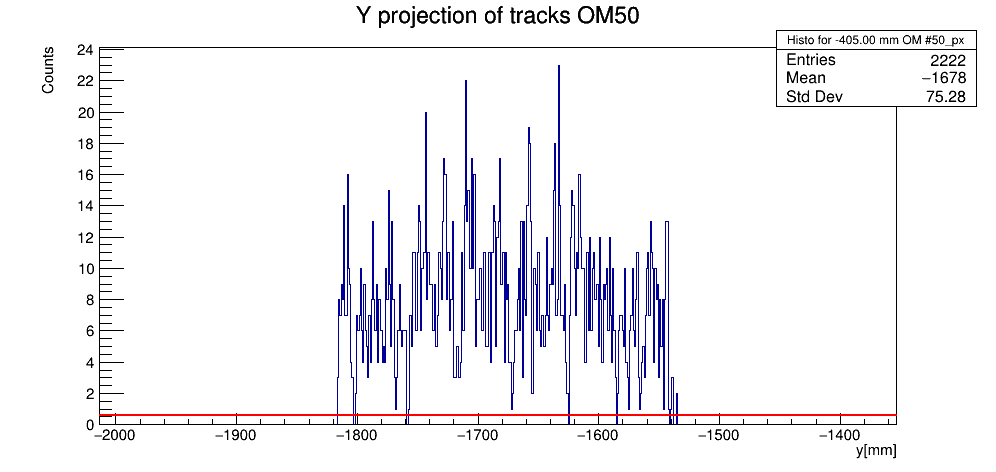 Y projection of tracks OM50
Histo for -405.00 mm OM #50_px
Entries 2222
Mean −1678
Std Dev 75.28
Counts
24
22
20
18
16
14
12
10
8
6
4
2
0
−2000 −1900 −1800 −1700 −1600 −1500 −1400
y[mm]